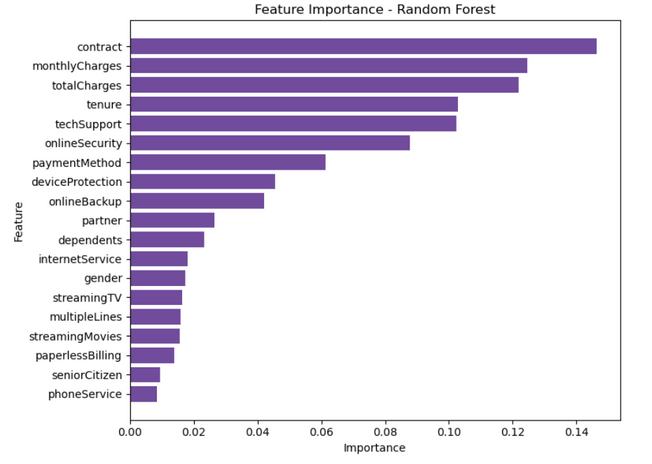 Feature Importance - Random Forest
contract
monthlyCharges
totalCharges
tenure
techSupport
onlineSecurity
paymentMethod
deviceProtection
onlineBackup
partner
dependents
internetService
gender
streamingTV
multipleLines
streamingMovies
paperlessBilling
seniorCitizen
phoneService
Feature
0.00 0.02 0.04 0.06 0.08 0.10 0.12 0.14
Importance